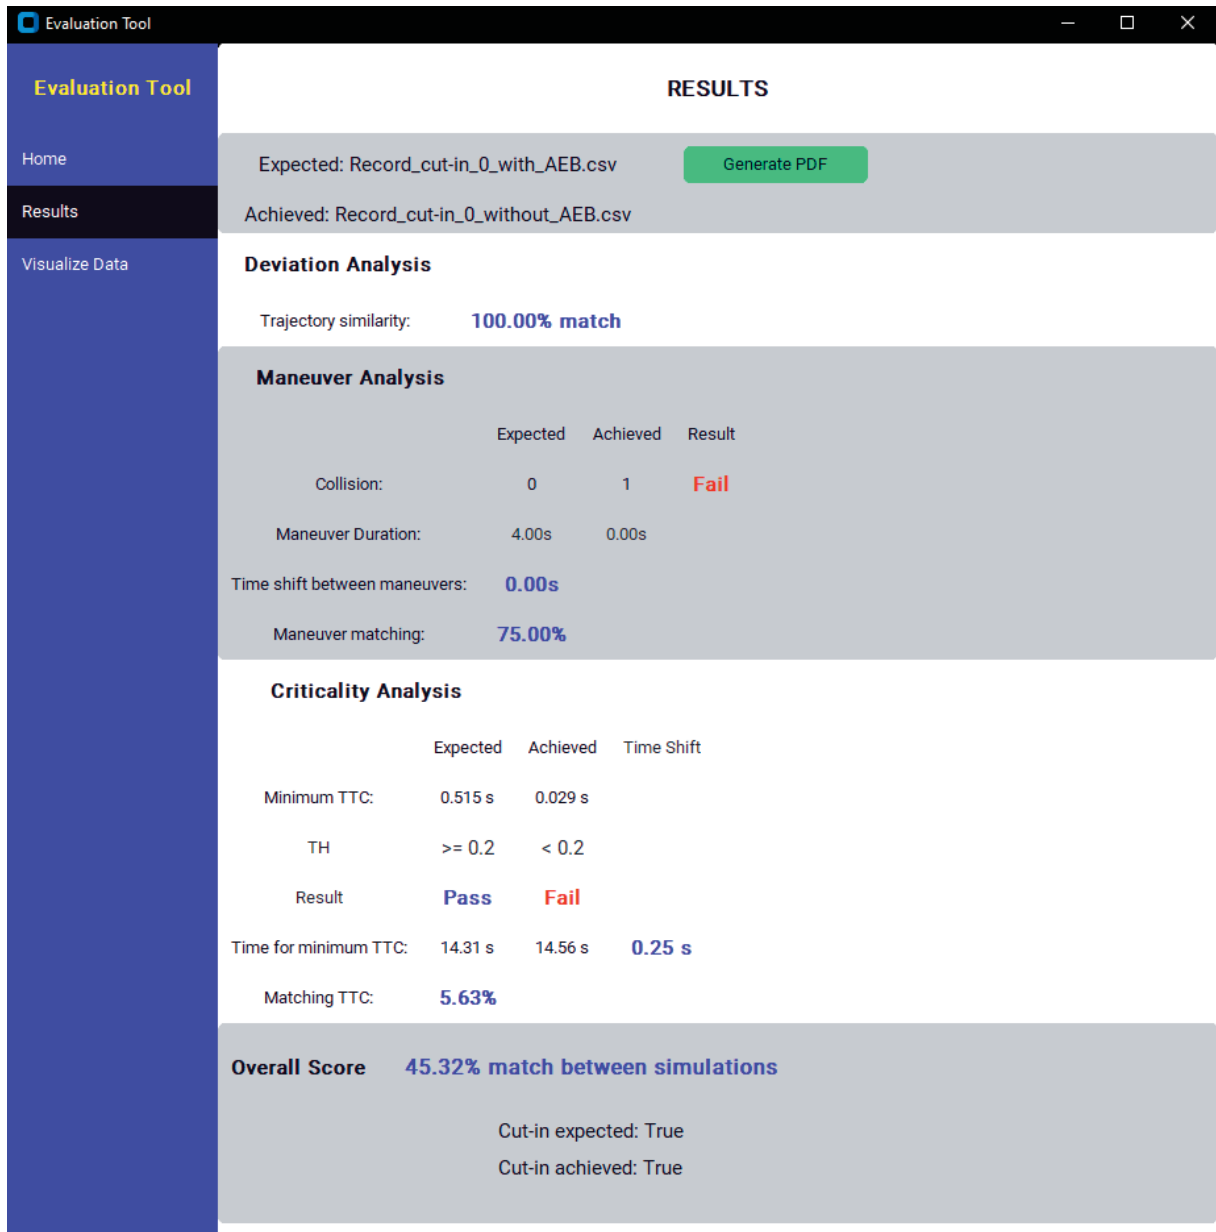 Evaluation Tool
Evaluation Tool
Home
Results
Visualize Data
RESULTS
Expected: Record_cut-in_0_with_AEB.csv
Generate PDF
Achieved: Record_cut-in_0_without_AEB.csv
Deviation Analysis
Trajectory similarity: 100.00% match
Maneuver Analysis
Expected Achieved Result
Collision: 0 1 Fail
Maneuver Duration: 4.00s 0.00s
Time shift between maneuvers: 0.00s
Maneuver matching: 75.00%
Criticality Analysis
Expected Achieved Time Shift
Minimum TTC: 0.515 s 0.029 s
TH >= 0.2 < 0.2
Result Pass Fail
Time for minimum TTC: 14.31 s 14.56 s 0.25 s
Matching TTC: 5.63%
Overall Score 45.32% match between simulations
Cut-in expected: True
Cut-in achieved: True